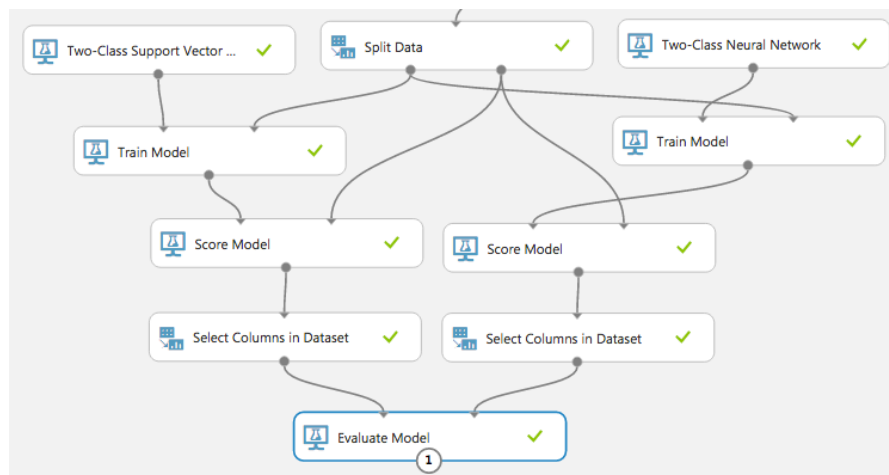 Two-Class Support Vector ...
Split Data
Two-Class Neural Network
Train Model
Train Model
Score Model
Score Model
Select Columns in Dataset
Select Columns in Dataset
Evaluate Model
1